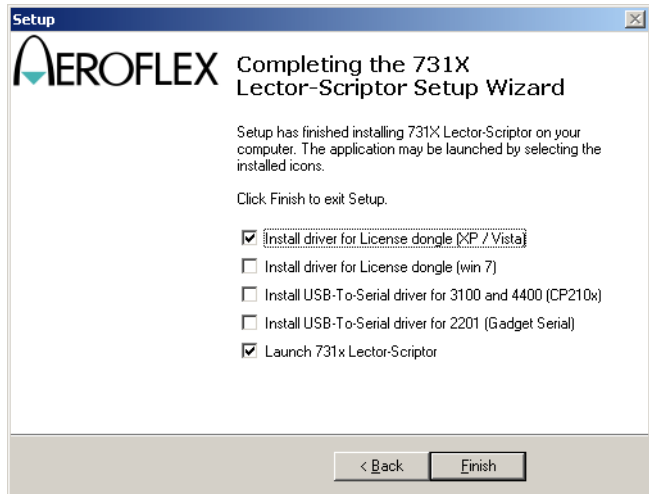 Setup
AEROFLEX
Completing the 731X
Lector-Scriptor Setup Wizard
Setup has finished installing 731X Lector-Scriptor on your
computer. The application may be launched by selecting the
installed icons.
Click Finish to exit Setup.
Install driver for License dongle (XP / Vista)
Install driver for License dongle (win 7)
Install USB-To-Serial driver for 3100 and 4400 (CP210x)
Install USB-To-Serial driver for 2201 (Gadget Serial)
Launch 731x Lector-Scriptor
< Back
Finish